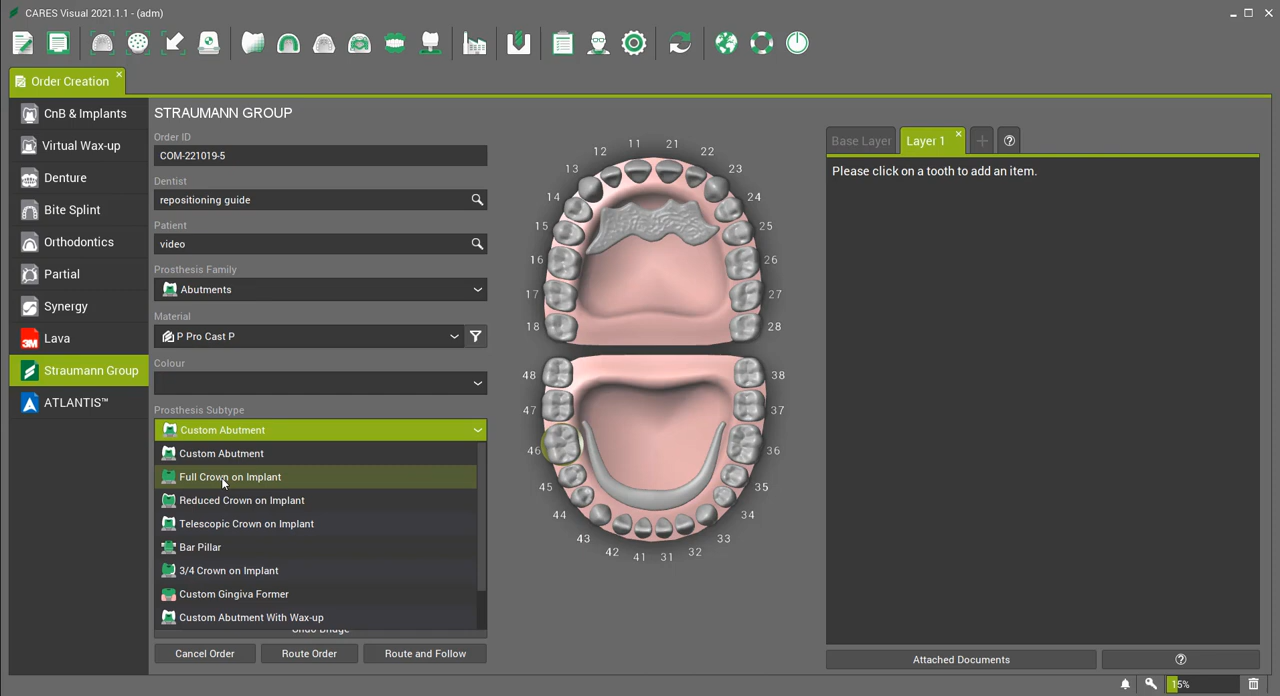 CARES Visual 2021.1.1 - (adm)
Order Creation
CnB & Implants
Virtual Wax-up
Denture
Bite Splint
Orthodontics
Partial
Synergy
3M Lava
Straumann Group
ATLANTIS™
STRAUMANN GROUP
Order ID
COM-221019-5
Dentist
repositioning guide
Patient
video
Prosthesis Family
Abutments
Material
P Pro Cast P
Colour
Prosthesis Subtype
Custom Abutment
Custom Abutment
Full Crown on Implant
Reduced Crown on Implant
Telescopic Crown on Implant
Bar Pillar
3/4 Crown on Implant
Custom Gingiva Former
Custom Abutment With Wax-up
Undo Bridge
Cancel Order Route Order Route and Follow
12 11 21 22
13 23
14 24
15 25
16 26
17 27
18 28
48 38
47 37
46 36
45 35
44 34
43 33
42 41 31 32
Base Layer Layer 1 + ?
Please click on a tooth to add an item.
Attached Documents ?
15%